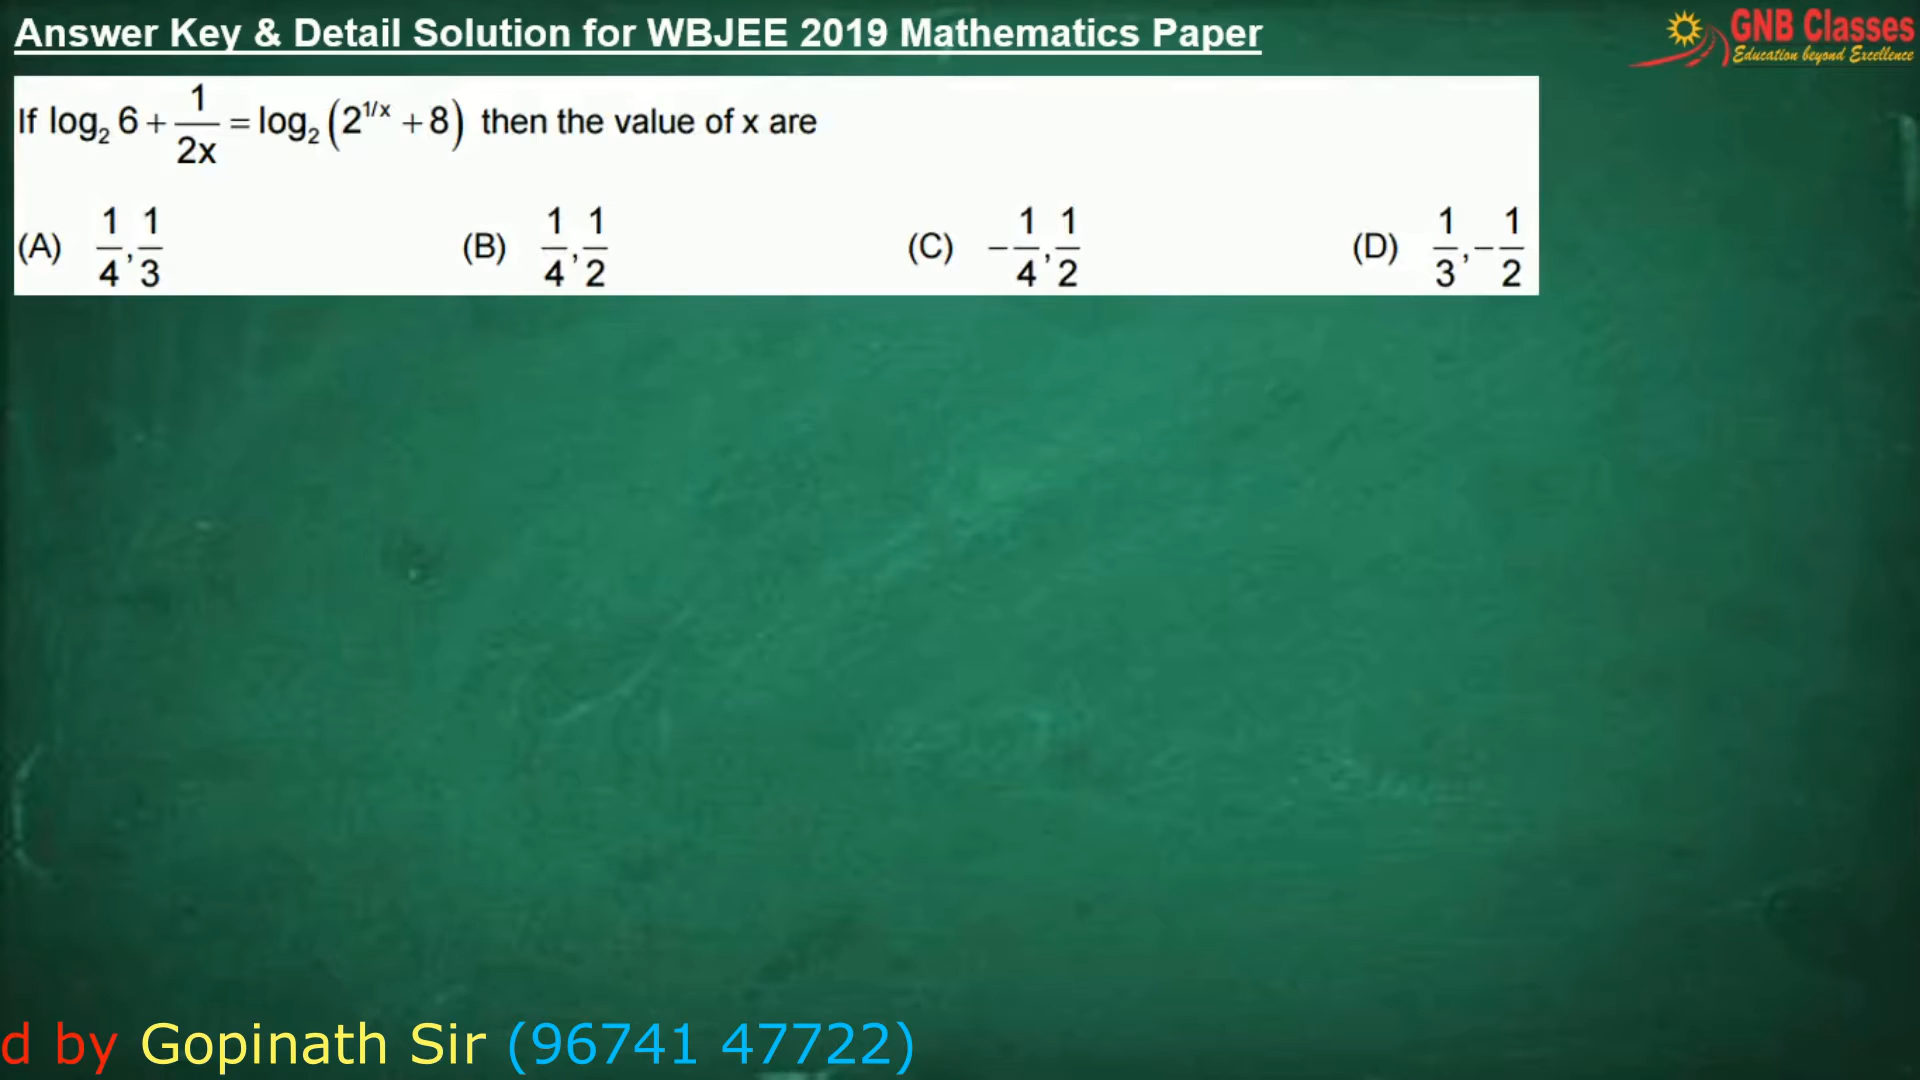 Answer Key & Detail Solution for WBJEE 2019 Mathematics Paper
GNB Classes
Education beyond Excellence
If log₂ 6 + 1/2x = log₂ (2^1/x + 8) then the value of x are
(A) 1/4, 1/3 (B) 1/4, 1/2 (C) -1/4, 1/2 (D) 1/3, -1/2
d by Gopinath Sir (96741 47722)